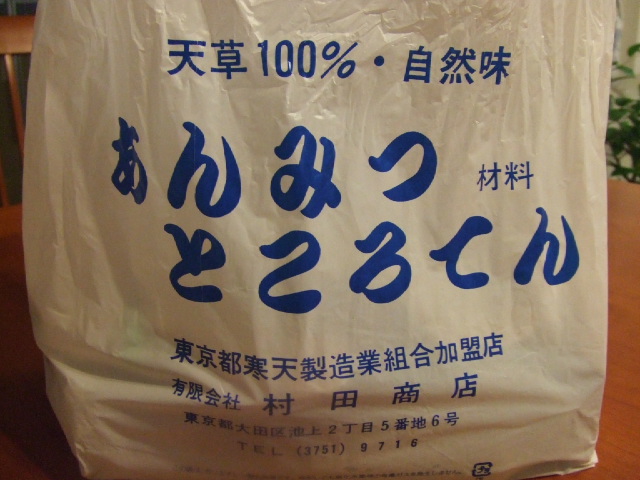 天草100%・自然味
あんみつ 材料
ところてん
東京都寒天製造業組合加盟店
有限会社 村田商店
東京都大田区池上2丁目5番地6号
TEL (3751) 9716